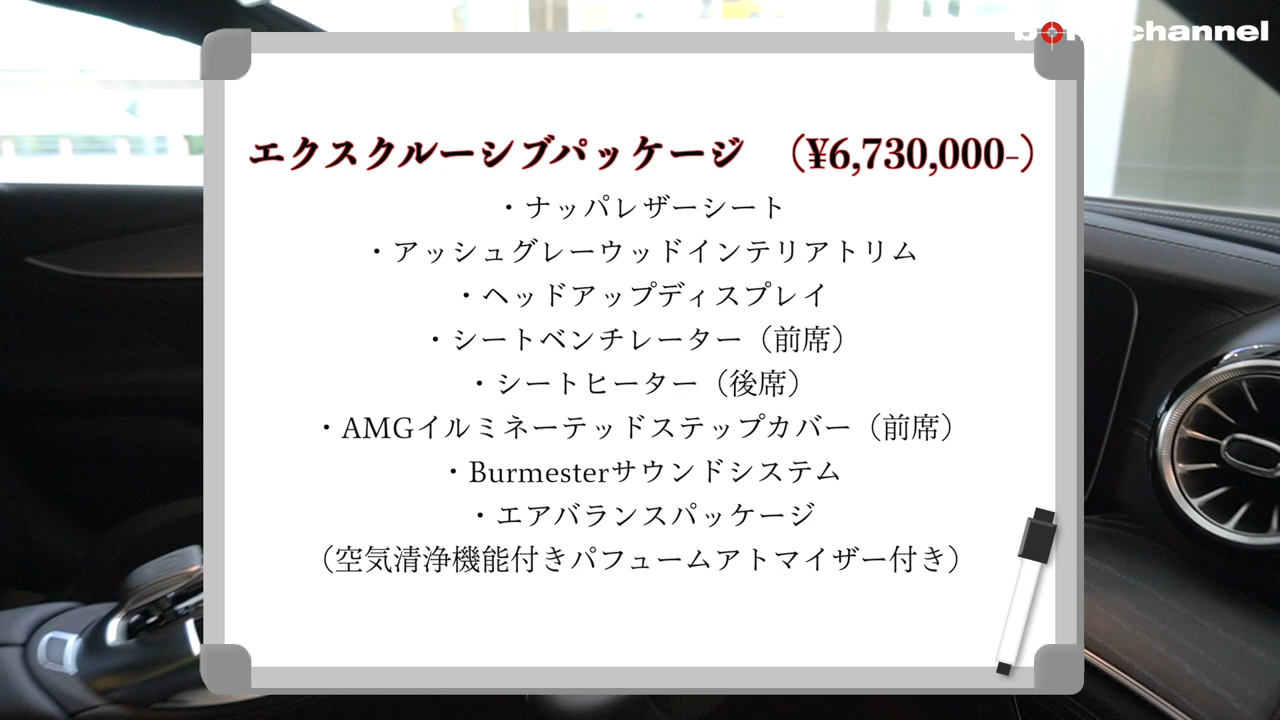 channel
エクスクルーシブパッケージ （¥6,730,000-）
・ナッパレザーシート
・アッシュグレーウッドインテリアトリム
・ヘッドアップディスプレイ
・シートベンチレーター（前席）
・シートヒーター（後席）
・AMGイルミネーテッドステップカバー（前席）
・Burmesterサウンドシステム
・エアバランスパッケージ
（空気清浄機能付きパフュームアトマイザー付き）